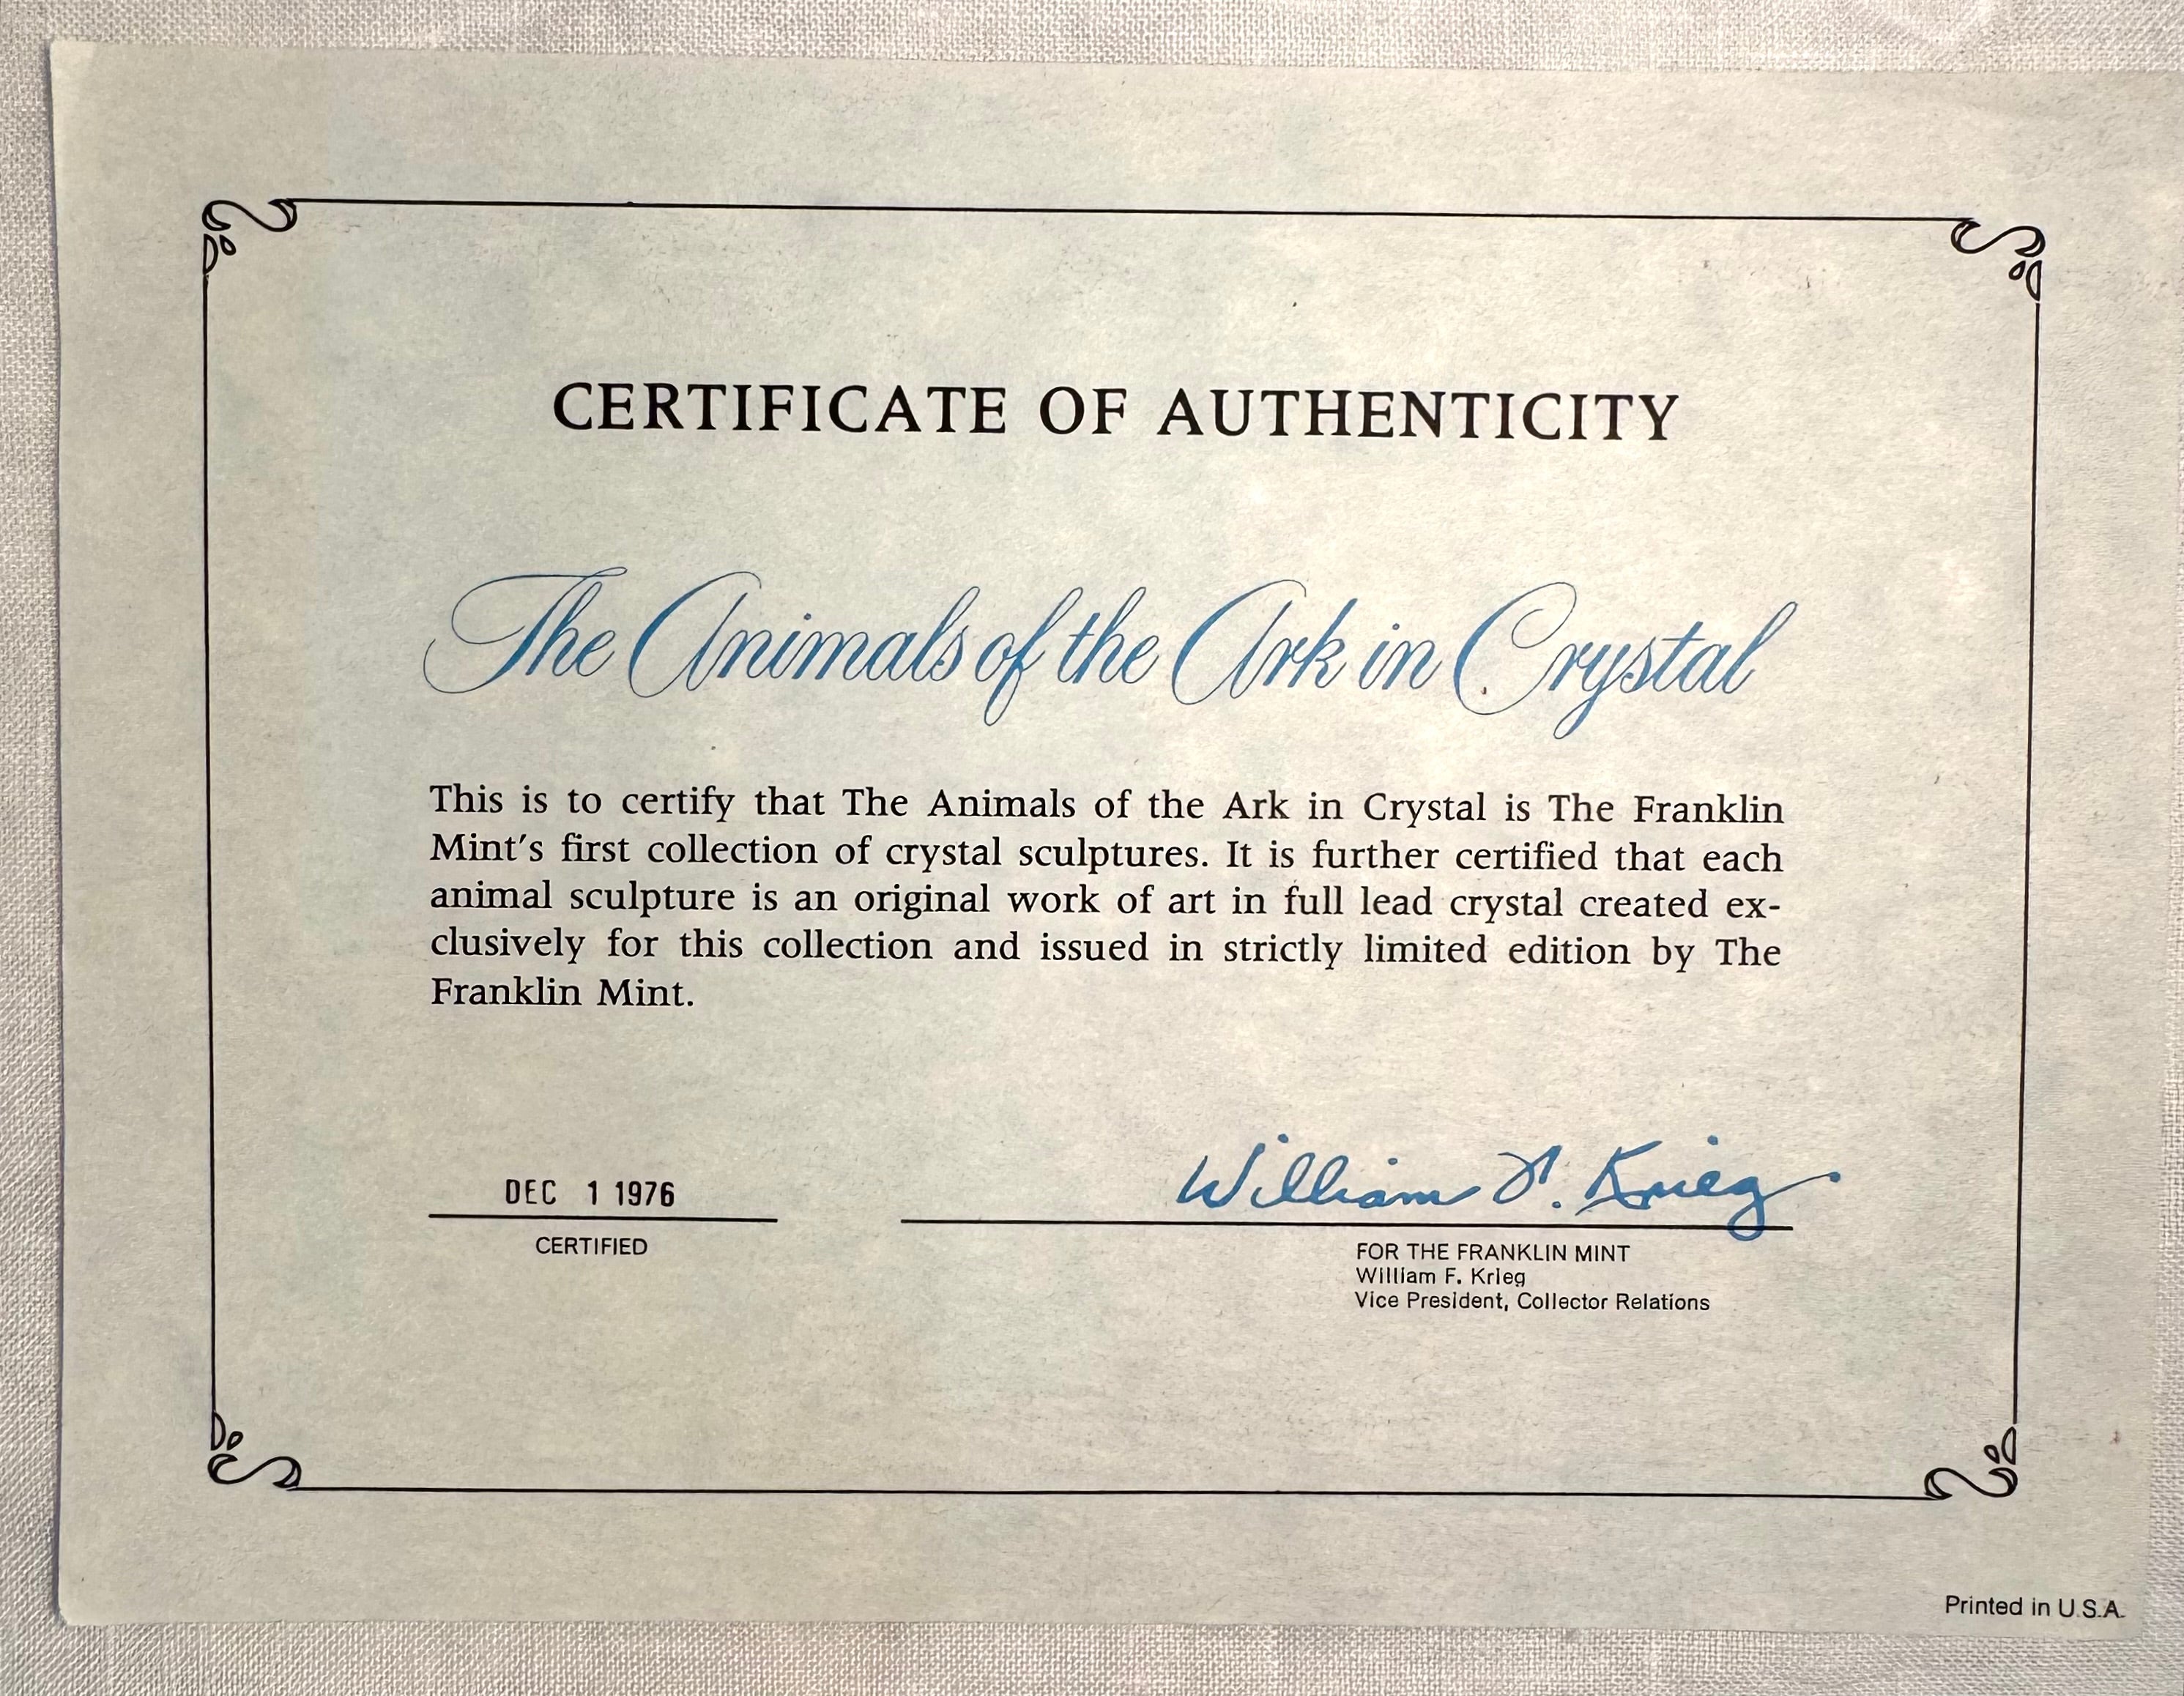 CERTIFICATE OF AUTHENTICITY
The Animals of the Ark in Crystal
This is to certify that The Animals of the Ark in Crystal is The Franklin
Mint's first collection of crystal sculptures. It is further certified that each
animal sculpture is an original work of art in full lead crystal created ex-
clusively for this collection and issued in strictly limited edition by The
Franklin Mint.
DEC 1 1976
CERTIFIED
William F. Krieg
FOR THE FRANKLIN MINT
William F. Krieg
Vice President, Collector Relations
Printed in U.S.A.